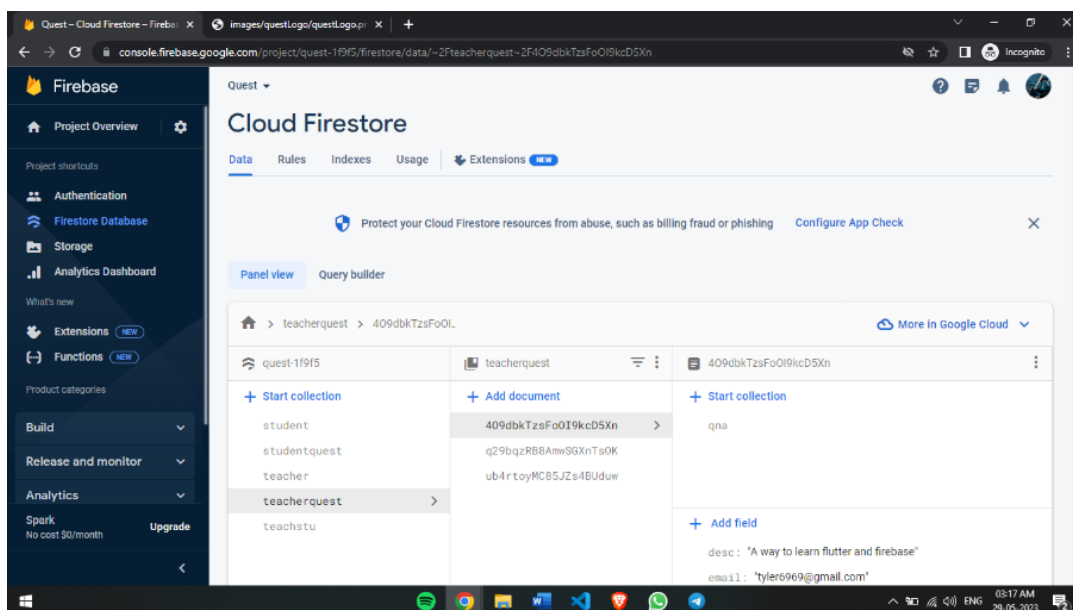 Quest – Cloud Firestore – Fireba
images/questLogo/questLogo.pn
console.firebase.google.com/project/quest-1f9f5/firestore/data/~2Fteacherquest~2F4O9dbkTzsFoOI9kcD5Xn
Incognito
Firebase
Quest
Project Overview
Cloud Firestore
Data Rules Indexes Usage Extensions NEW
Project shortcuts
Authentication
Firestore Database
Storage
Analytics Dashboard
Protect your Cloud Firestore resources from abuse, such as billing fraud or phishing Configure App Check
Panel view Query builder
What's new
Extensions NEW
Functions NEW
Product categories
Build
Release and monitor
Analytics
Spark
No cost $0/month
Upgrade
teacherquest > 4O9dbkTzsFoOI..
More in Google Cloud
quest-1f9f5
Start collection
student
studentquest
teacher
teacherquest
teachstu
teacherquest
Add document
4O9dbkTzsFoOI9kcD5Xn
q29bqzRB8AmwSGXnTsOK
ub4rtoyMC85JZs4BUduw
4O9dbkTzsFoOI9kcD5Xn
Start collection
qna
Add field
desc: "A way to learn flutter and firebase"
email: "tyler6969@gmail.com"
ENG
03:17 AM
29-05-2023